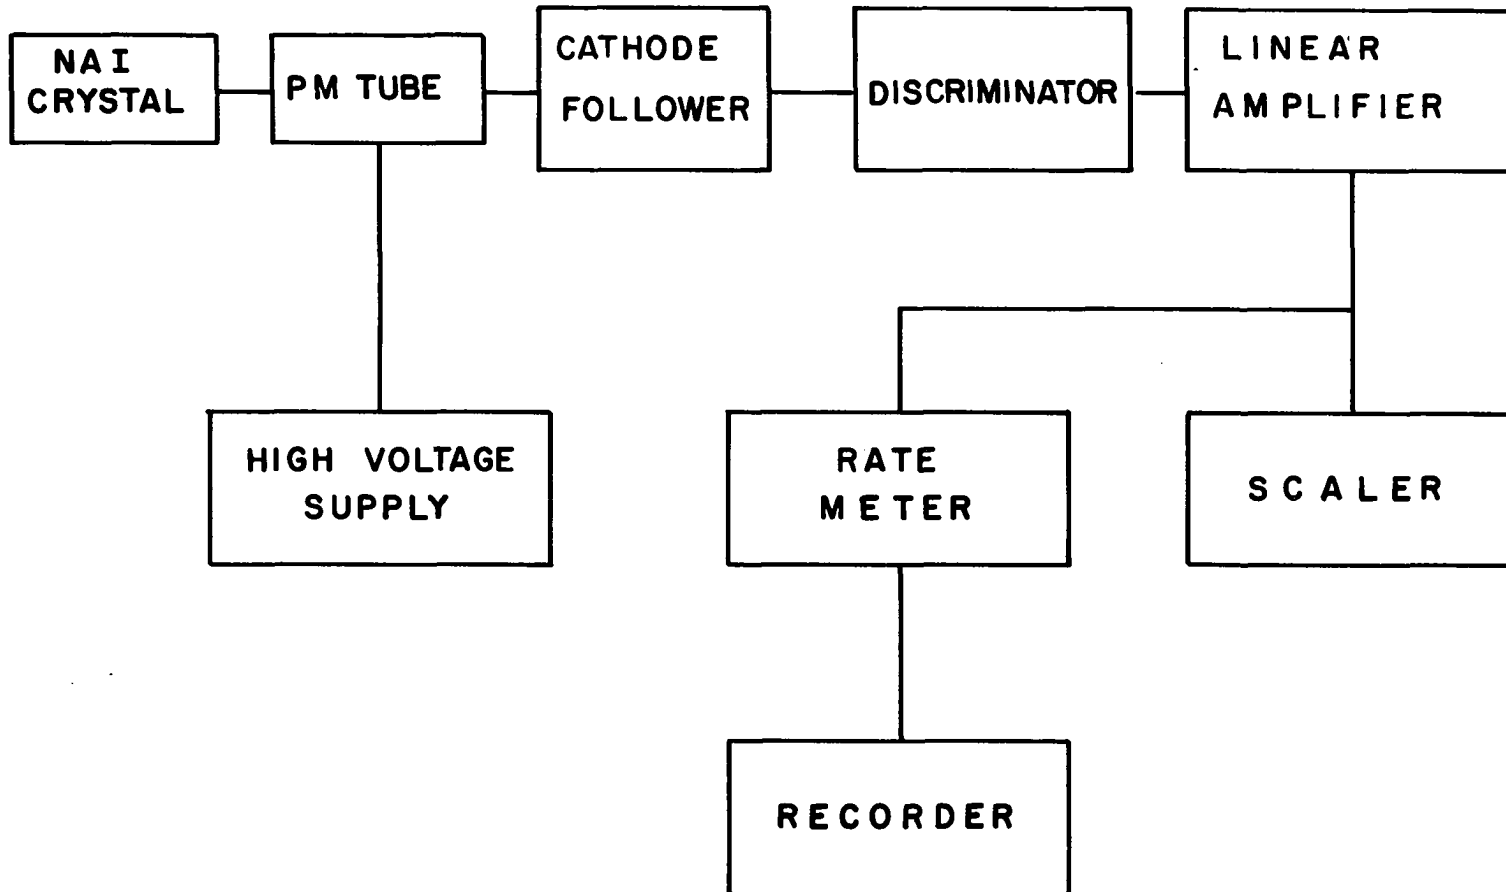 NAI
CRYSTAL
PM TUBE
CATHODE
FOLLOWER
DISCRIMINATOR
LINEAR
AMPLIFIER
HIGH VOLTAGE
SUPPLY
RATE
METER
SCALER
RECORDER